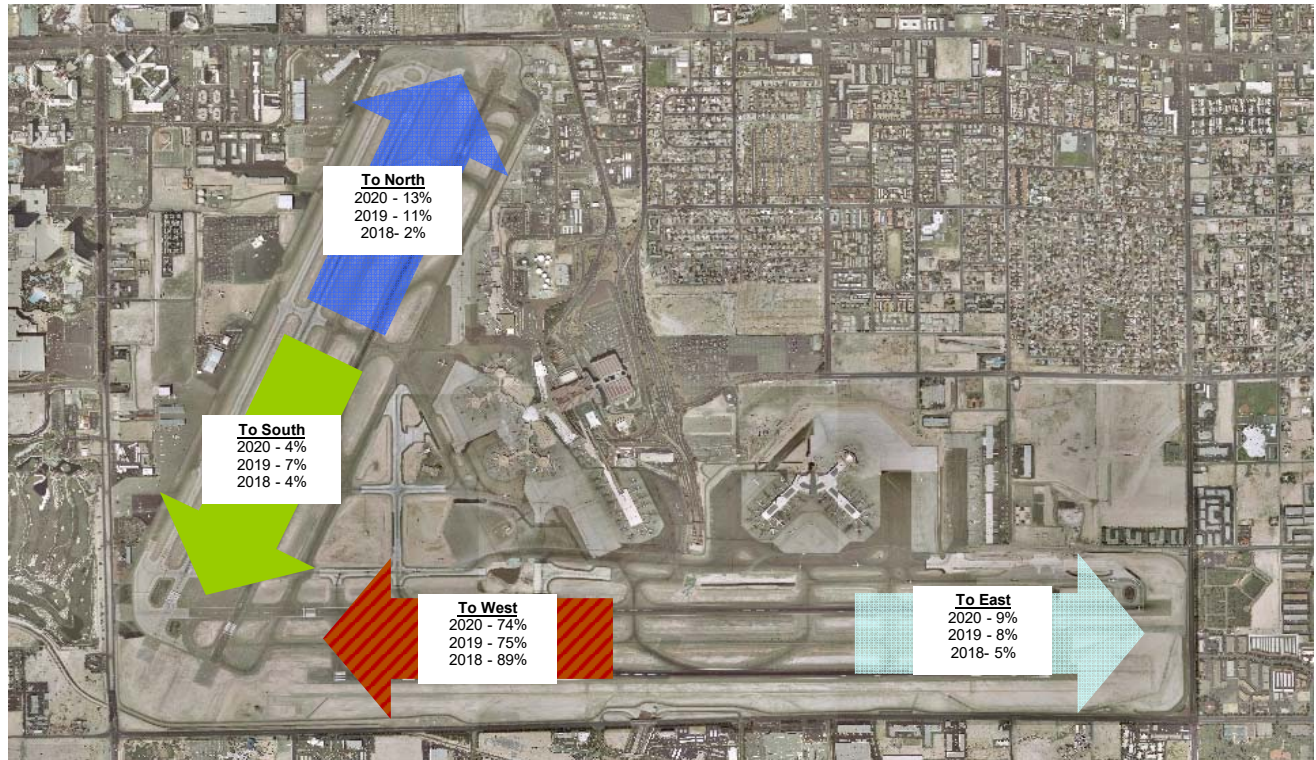 To North
2020 - 13%
2019 - 11%
2018- 2%
To South
2020 - 4%
2019 - 7%
2018 - 4%
To West
2020 - 74%
2019 - 75%
2018 - 89%
To East
2020 - 9%
2019 - 8%
2018- 5%